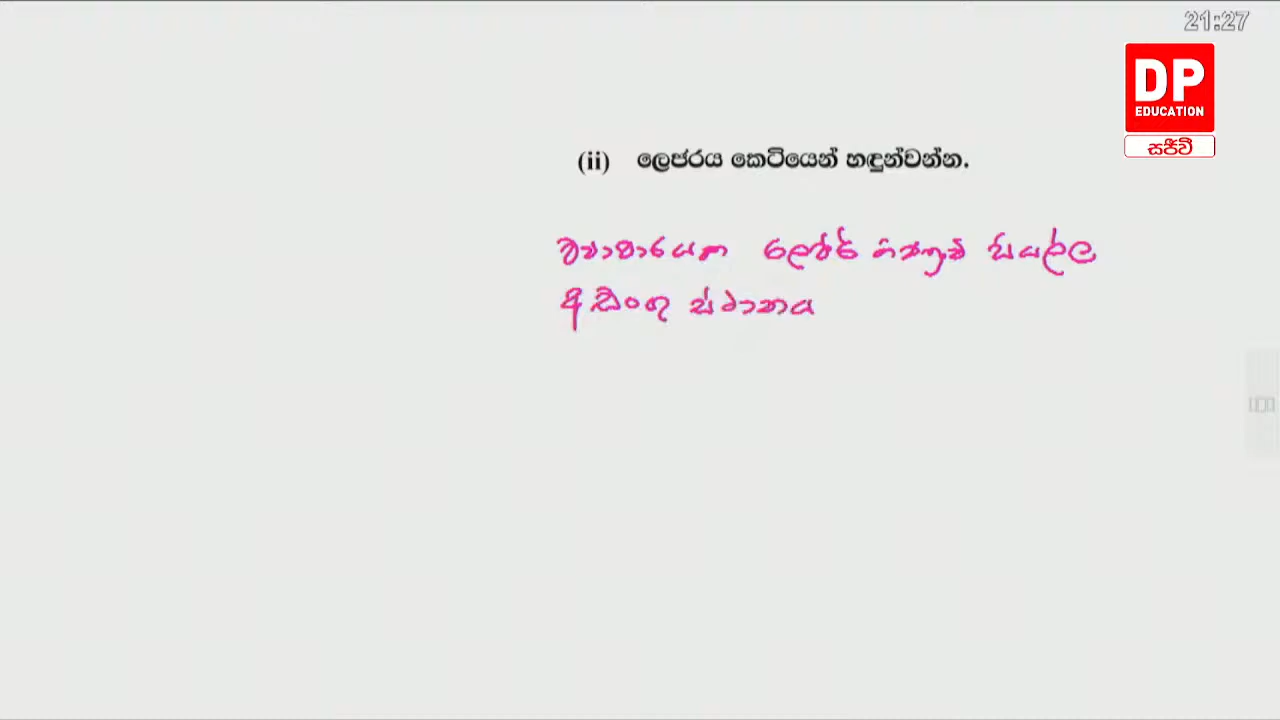 21:27
DP
EDUCATION
සජීවී
(ii) ලෙජරය කෙටියෙන් හඳුන්වන්න.
ව්‍යාපාරයක ලෙජර් ගිණුම් සියල්ල
අඩංගු ස්ථානය